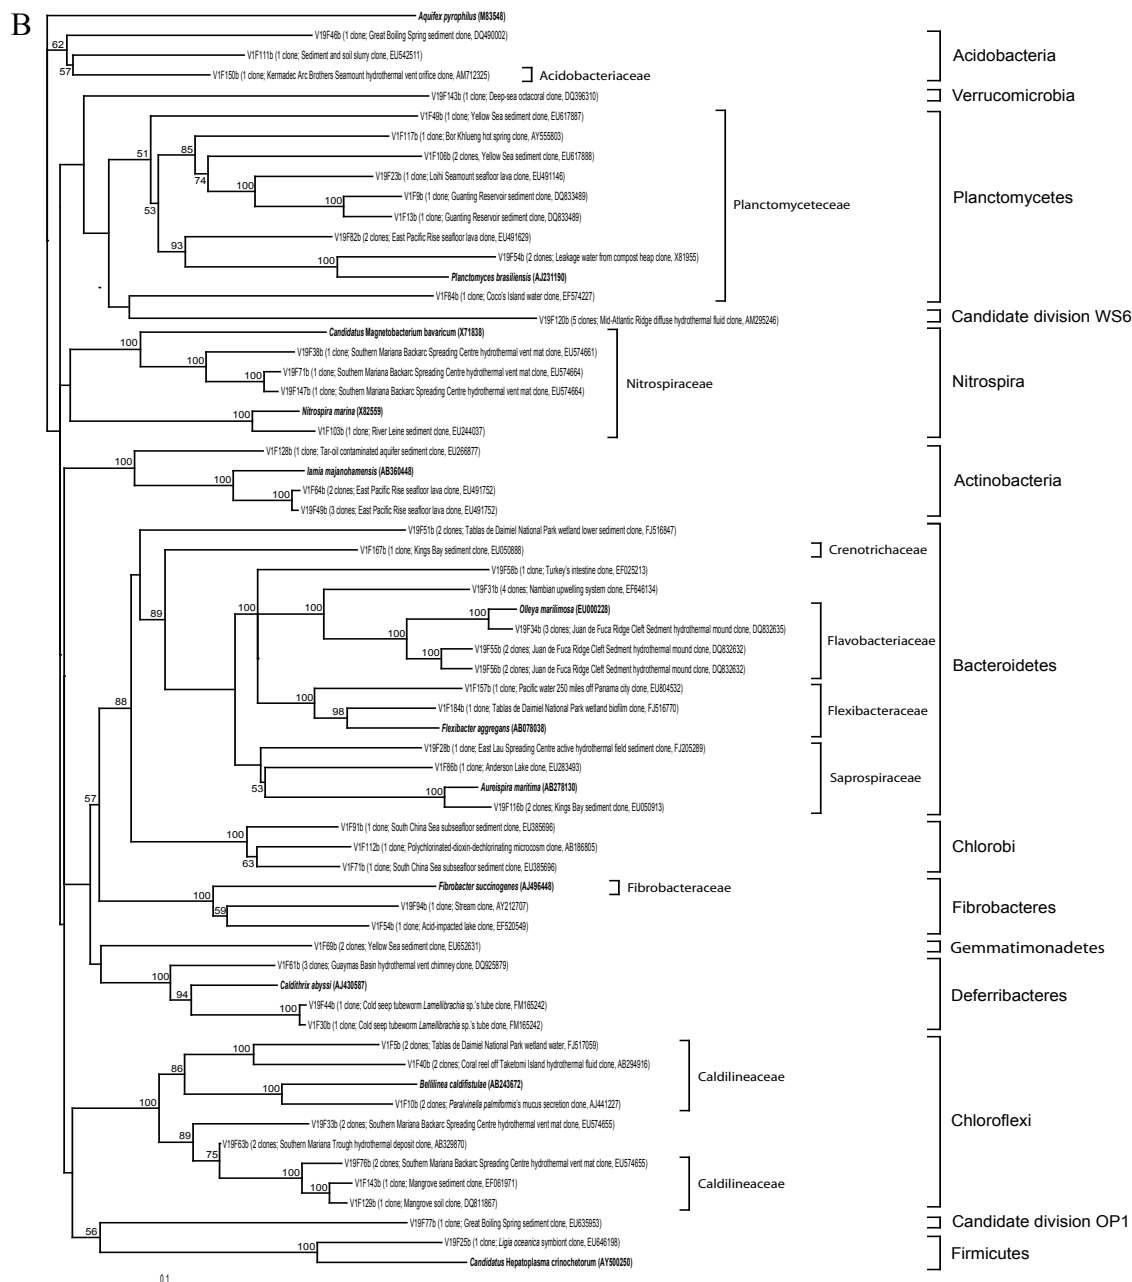 B
Aquifex pyrophilus (M83548)
V19F46b (1 clone; Great Boiling Spring sediment clone, DQ490002)
62
V1F111b (1 clone; Sediment and soil slurry clone, EU542511)
Acidobacteria
57
V1F150b (1 clone; Kermadec Arc Brothers Seamount hydrothermal vent orifice clone, AM712325)
Acidobacteriaceae
V19F143b (1 clone; Deep-sea octacoral clone, DQ396310)
Verrucomicrobia
V1F49b (1 clone; Yellow Sea sediment clone, EU617887)
V1F117b (1 clone; Bor Khlueng hot spring clone, AY555803)
51
85
V1F106b (2 clones, Yellow Sea sediment clone, EU617888)
74
V19F23b (1 clone; Loihi Seamount seafloor lava clone, EU491146)
100
V1F9b (1 clone; Guanting Reservoir sediment clone, DQ833489)
100
Planctomyceteceae
Planctomycetes
53
V1F13b (1 clone; Guanting Reservoir sediment clone, DQ833489)
V19F82b (2 clones; East Pacific Rise seafloor lava clone, EU491629)
93
V19F54b (2 clones; Leakage water from compost heap clone, X81955)
100
Planctomyces brasiliensis (AJ231190)
V1F84b (1 clone; Coco's Island water clone, EF574227)
V19F120b (5 clones; Mid-Atlantic Ridge diffuse hydrothermal fluid clone, AM295246)
Candidate division WS6
Candidatus Magnetobacterium bavaricum (X71838)
100
V19F38b (1 clone; Southern Mariana Backarc Spreading Centre hydrothermal vent mat clone, EU574661)
100
V19F71b (1 clone; Southern Mariana Backarc Spreading Centre hydrothermal vent mat clone, EU574664)
100
V19F147b (1 clone; Southern Mariana Backarc Spreading Centre hydrothermal vent mat clone, EU574664)
Nitrospiraceae
Nitrospira
Nitrospira marina (X82559)
100
V1F103b (1 clone; River Leine sediment clone, EU244037)
V1F128b (1 clone; Tar-oil contaminated aquifer sediment clone; EU266877)
100
Iamia majanohamensis (AB360448)
100
V1F64b (2 clones; East Pacific Rise seafloor lava clone, EU491752)
100
V19F49b (3 clones; East Pacific Rise seafloor lava clone, EU491752)
Actinobacteria
V19F51b (2 clones; Tablas de Daimiel National Park wetland lower sediment clone, FJ516847)
V1F167b (1 clone; Kings Bay sediment clone, EU050888)
Crenotrichaceae
V19F58b (1 clone; Turkey's intestine clone, EF025213)
V19F31b (4 clones; Nambian upwelling system clone, EF646134)
89
100
100
Olleya marilimosa (EU000228)
100
V19F34b (3 clones; Juan de Fuca Ridge Cleft Sedment hydrothermal mound clone, DQ832635)
100
V19F55b (2 clones; Juan de Fuca Ridge Cleft Sedment hydrothermal mound clone, DQ832632)
100
V19F56b (2 clones; Juan de Fuca Ridge Cleft Sedment hydrothermal mound clone, DQ832632)
Flavobacteriaceae
Bacteroidetes
V1F157b (1 clone; Pacific water 250 miles off Panama city clone, EU804532)
100
V1F184b (1 clone; Tablas de Daimiel National Park wetland biofilm clone, FJ516770)
98
Flexibacter aggregans (AB078038)
Flexibacteraceae
88
V19F28b (1 clone; East Lau Spreading Centre active hydrothermal field sediment clone, FJ205289)
V1F86b (1 clone; Anderson Lake clone, EU283493)
53
Aureispira maritima (AB278130)
100
V19F116b (2 clones; Kings Bay sediment clone, EU050913)
Saprospiraceae
57
V1F91b (1 clone; South China Sea subseafloor sediment clone, EU385696)
100
V1F112b (1 clone; Polychlorinated-dioxin-dechlorinating microcosm clone, AB186805)
63
V1F71b (1 clone; South China Sea subseafloor sediment clone, EU385696)
Chlorobi
Fibrobacter succinogenes (AJ496448)
Fibrobacteraceae
100
V19F94b (1 clone; Stream clone, AY212707)
59
V1F54b (1 clone; Acid-impacted lake clone, EF520549)
Fibrobacteres
V1F69b (2 clones; Yellow Sea sediment clone, EU652631)
Gemmatimonadetes
V1F61b (3 clones; Guaymas Basin hydrothermal vent chimney clone, DQ925879)
100
Caldithrix abyssi (AJ430587)
94
V19F44b (1 clone; Cold seep tubeworm Lamellibrachia sp.'s tube clone, FM165242)
100
V1F30b (1 clone; Cold seep tubeworm Lamellibrachia sp.'s tube clone, FM165242)
Deferribacteres
V1F5b (2 clones; Tablas de Daimiel National Park wetland water, FJ517059)
100
V1F40b (2 clones; Coral reel off Taketomi Island hydrothermal fluid clone, AB294916)
86
Bellilinea caldifistulae (AB243672)
100
V1F10b (2 clones; Paralvinella palmiformis's mucus secretion clone, AJ441227)
Caldilineaceae
100
V19F33b (2 clones; Southern Mariana Backarc Spreading Centre hydrothermal vent mat clone, EU574655)
89
V19F63b (2 clones; Southern Mariana Trough hydrothermal deposit clone, AB329870)
75
V19F76b (2 clones; Southern Mariana Backarc Spreading Centre hydrothermal vent mat clone, EU574655)
100
V1F143b (1 clone; Mangrove sediment clone, EF061971)
100
V1F129b (1 clone; Mangrove soil clone, DQ811867)
Caldilineaceae
Chloroflexi
V19F77b (1 clone; Great Boiling Spring sediment clone, EU635953)
Candidate division OP1
56
V19F25b (1 clone; Ligia oceanica symbiont clone, EU646198)
100
Candidatus Hepatoplasma crinochetorum (AY500250)
Firmicutes
0.1